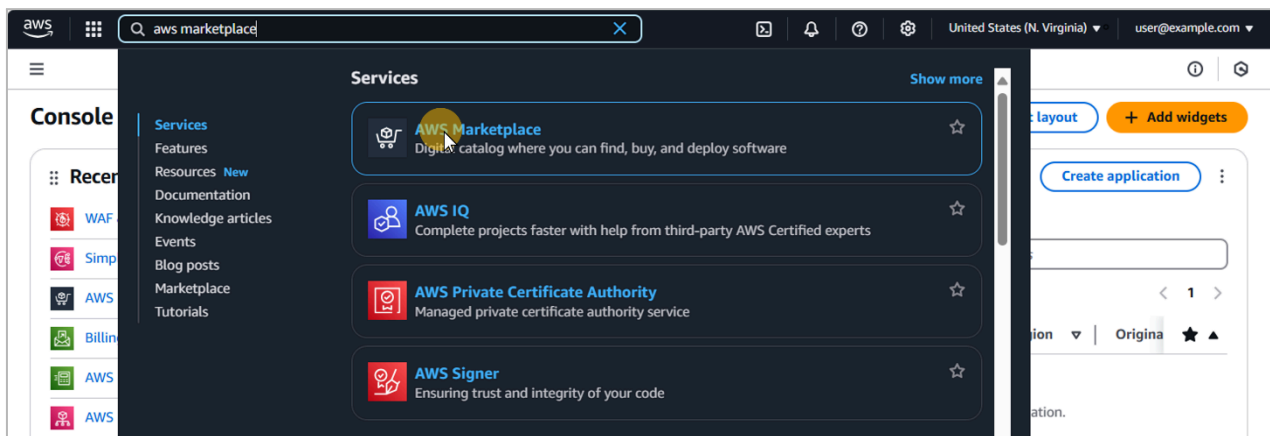 aws
aws marketplace
United States (N. Virginia)
user@example.com
Console
layout
+ Add widgets
Services
Show more
Services
Features
Resources New
Documentation
Knowledge articles
Events
Blog posts
Marketplace
Tutorials
AWS Marketplace
Digital catalog where you can find, buy, and deploy software
AWS IQ
Complete projects faster with help from third-party AWS Certified experts
AWS Private Certificate Authority
Managed private certificate authority service
AWS Signer
Ensuring trust and integrity of your code
Recen
WAF
Simp
AWS
Billin
AWS
AWS
Create application
1
gion
Origina
ation.